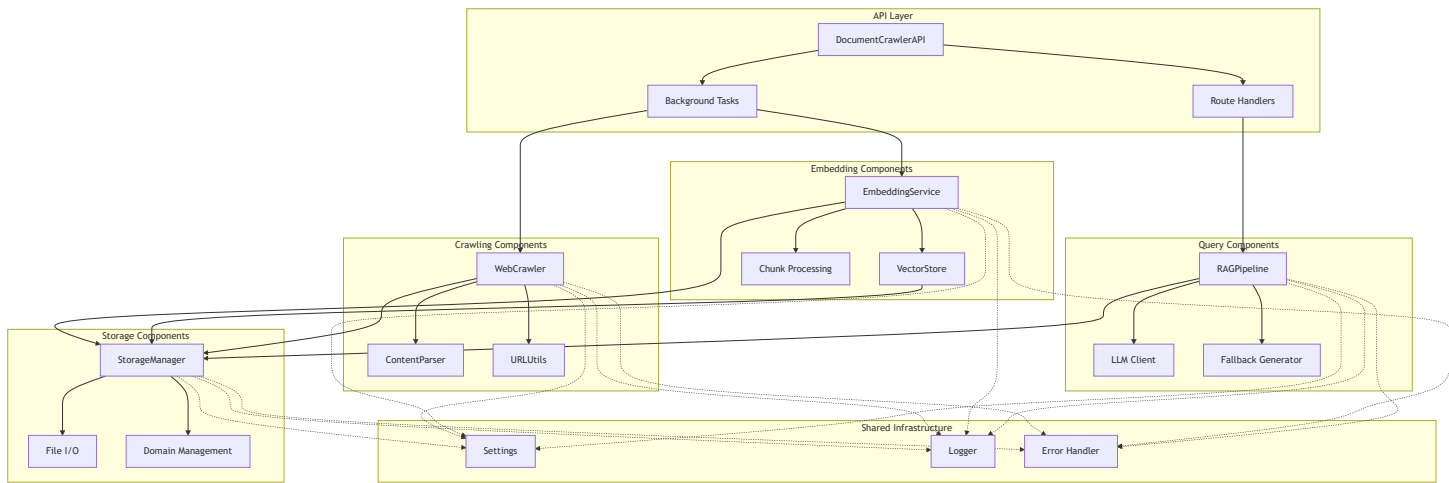 API Layer
DocumentCrawlerAPI
Background Tasks
Route Handlers
Embedding Components
EmbeddingService
Chunk Processing
VectorStore
Crawling Components
WebCrawler
ContentParser
URLUtils
Query Components
RAGPipeline
LLM Client
Fallback Generator
Storage Components
StorageManager
File I/O
Domain Management
Shared Infrastructure
Settings
Logger
Error Handler